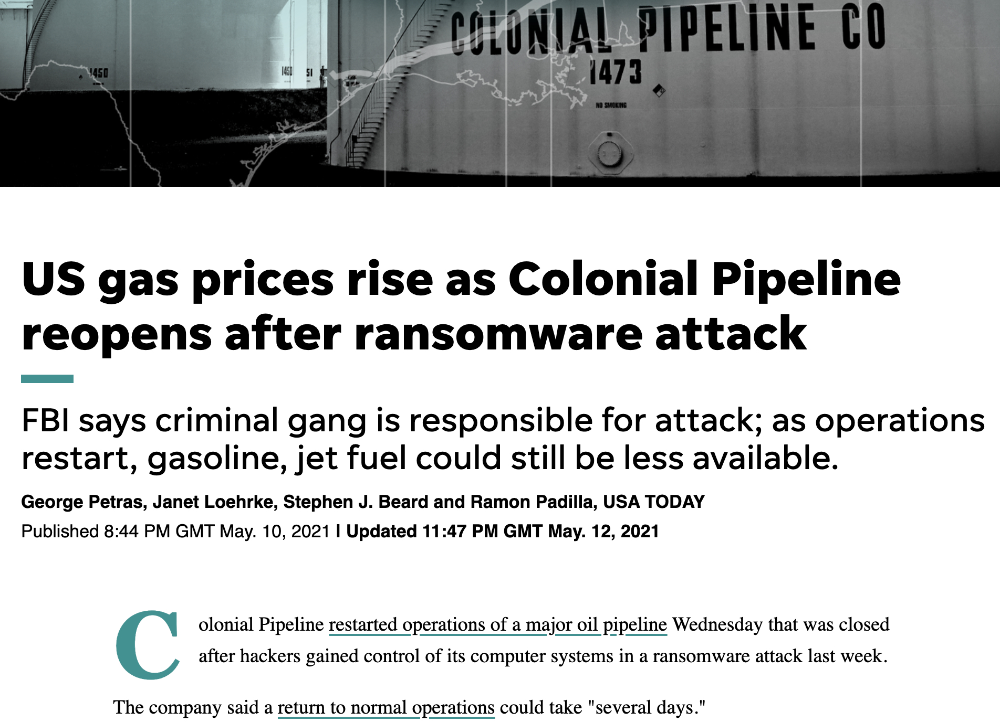 COLONIAL PIPELINE CO
1450
1450
51
1473
NO SMOKING
US gas prices rise as Colonial Pipeline
reopens after ransomware attack
FBI says criminal gang is responsible for attack; as operations
restart, gasoline, jet fuel could still be less available.
George Petras, Janet Loehrke, Stephen J. Beard and Ramon Padilla, USA TODAY
Published 8:44 PM GMT May. 10, 2021 | Updated 11:47 PM GMT May. 12, 2021
Colonial Pipeline restarted operations of a major oil pipeline Wednesday that was closed
after hackers gained control of its computer systems in a ransomware attack last week.
The company said a return to normal operations could take "several days."